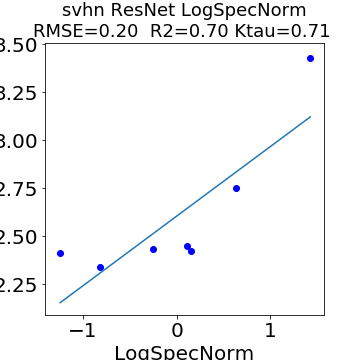 svhn ResNet LogSpecNorm
RMSE=0.20 R2=0.70 Ktau=0.71
3.50
3.25
3.00
2.75
2.50
2.25
−1 0 1
LogSpecNorm